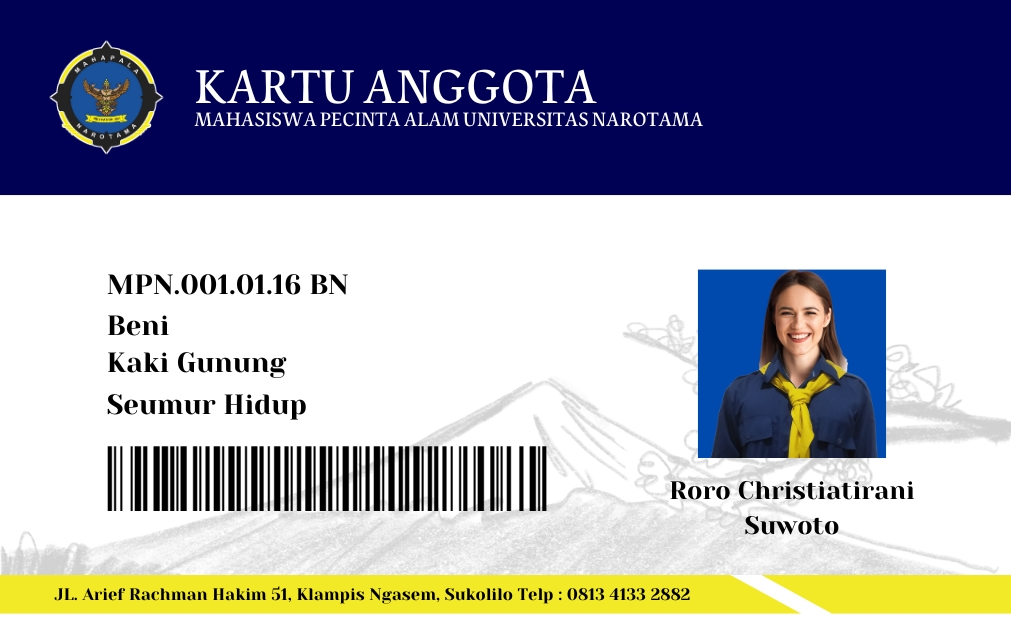 MAHAPALA
NAROTAMA
KARTU ANGGOTA
MAHASISWA PECINTA ALAM UNIVERSITAS NAROTAMA
MPN.001.01.16 BN
Beni
Kaki Gunung
Seumur Hidup
Roro Christiatirani
Suwoto
JL. Arief Rachman Hakim 51, Klampis Ngasem, Sukolilo Telp : 0813 4133 2882